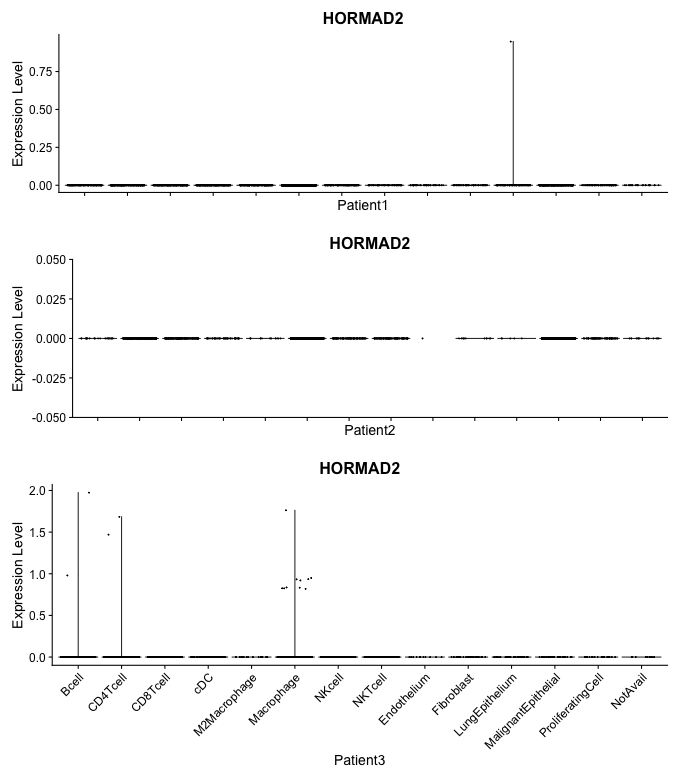 HORMAD2
Expression Level
0.75
0.50
0.25
0.00
Patient1
HORMAD2
Expression Level
0.050
0.025
0.000
-0.025
-0.050
Patient2
HORMAD2
Expression Level
2.0
1.5
1.0
0.5
0.0
Bcell
CD4Tcell
CD8Tcell
cDC
M2Macrophage
Macrophage
NKcell
NKTcell
Endothelium
Fibroblast
LungEpithelium
MalignantEpithelial
ProliferatingCell
NotAvail
Patient3